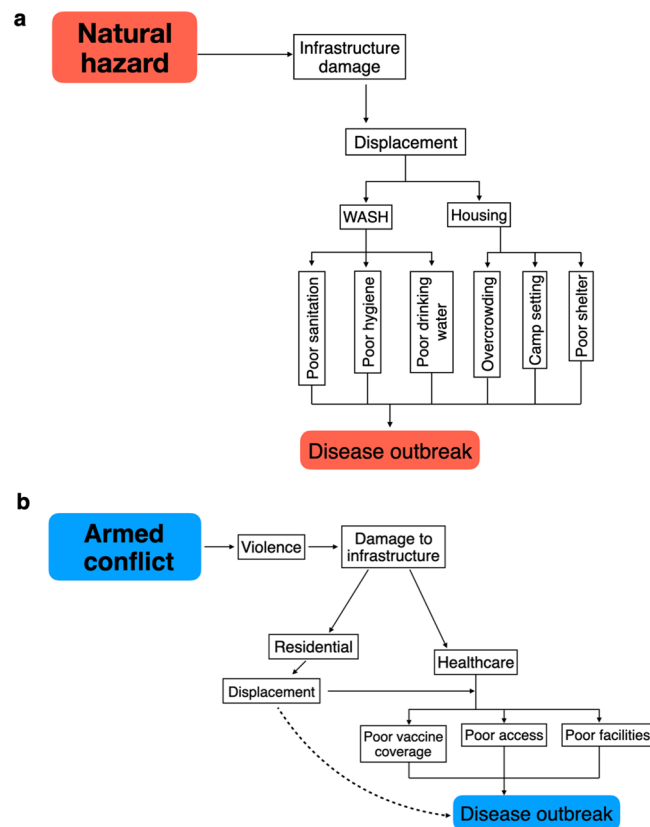 a
Natural
hazard
Infrastructure
damage
Displacement
WASH
Housing
Poor sanitation
Poor hygiene
Poor drinking
water
Overcrowding
Camp setting
Poor shelter
Disease outbreak
b
Armed
conflict
Violence
Damage to
infrastructure
Residential
Healthcare
Displacement
Poor vaccine
coverage
Poor access
Poor facilities
Disease outbreak